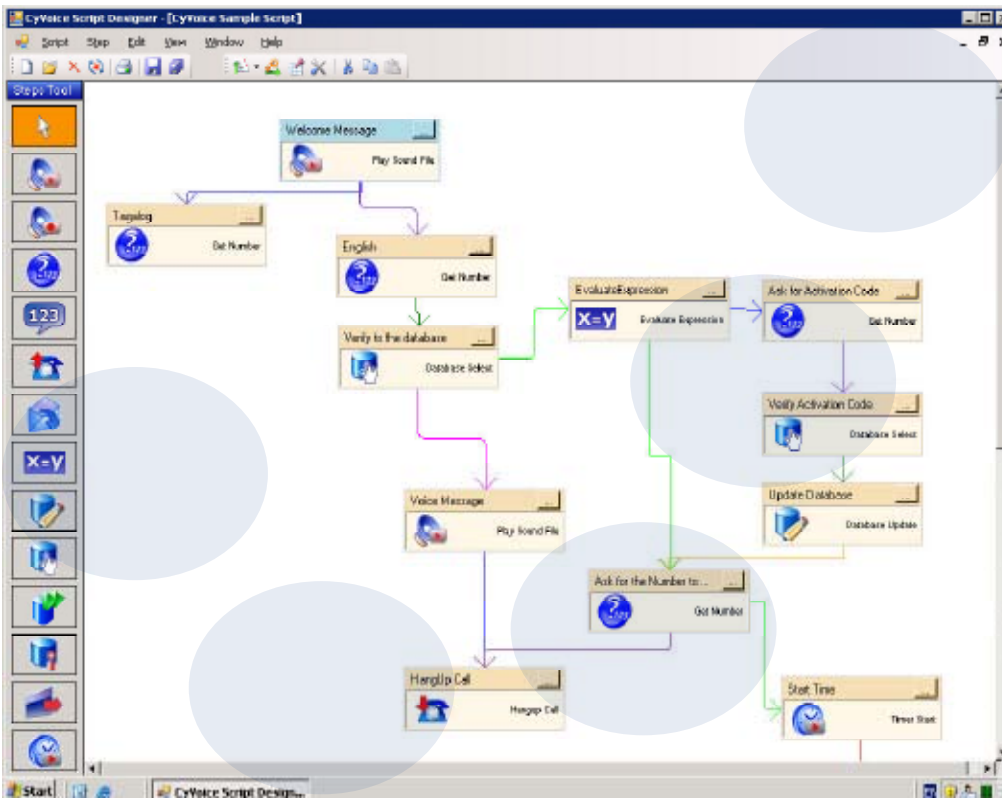 CyVoice Script Designer - [CyVoice Sample Script]
Script Step Edit View Window Help
Steps Tool
Welcome Message ...
Play Sound File
Tagalog ...
Get Number
English ...
Get Number
EvaluateExpression ...
X=Y Evaluate Expression
Ask for Activation Code ...
Get Number
Verify to the database ...
Database Select
Verify Activation Code ...
Database Select
Voice Message ...
Play Sound File
Update Database ...
Database Update
Ask for the Number to... ...
Get Number
HangUp Call ...
Hangup Call
Start Time ...
Timer Start
123
X=Y
Start CyVoice Script Design...